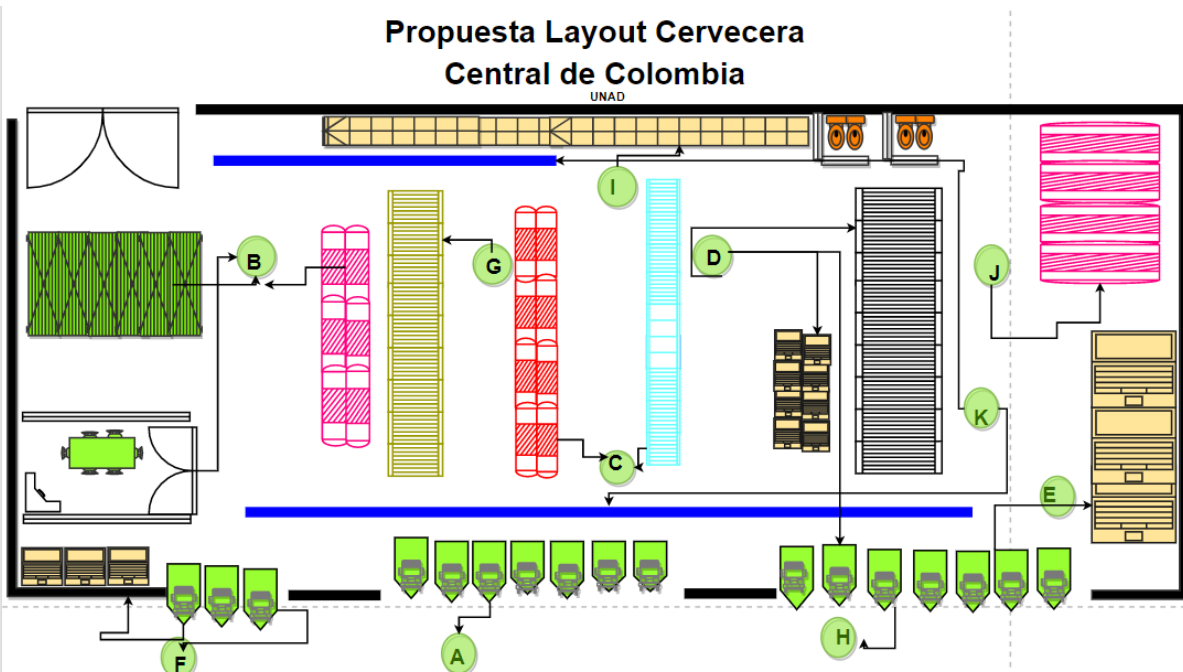 Propuesta Layout Cervecera
Central de Colombia
UNAD
I
B
G
D
J
K
C
E
H
A
F